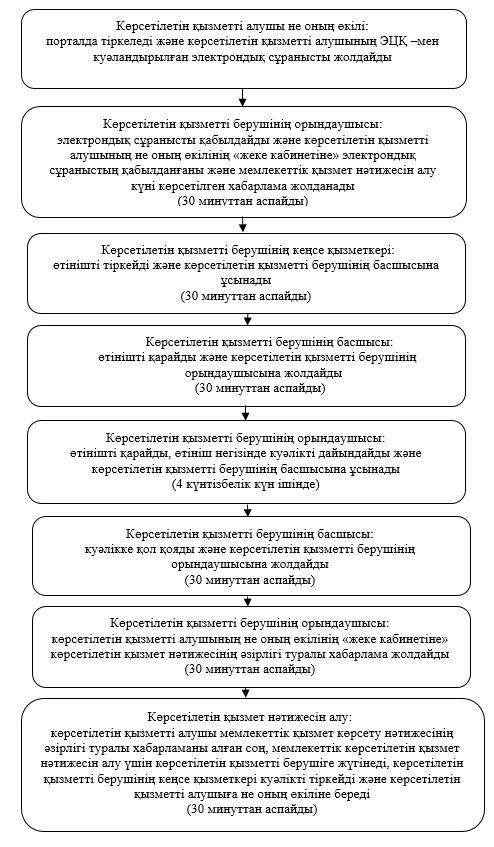 Көрсетілетін қызметті алушы не оның өкілі:
порталда тіркеледі және көрсетілетін қызметті алушының ЭЦҚ –мен
куәландырылған электрондық сұранысты жолдайды
Көрсетілетін қызметті берушінің орындаушысы:
электрондық сұранысты қабылдайды және көрсетілетін қызметті
алушының не оның өкілінің «жеке кабинетіне» электрондық
сұраныстың қабылданғаны және мемлекеттік қызмет нәтижесін алу
күні көрсетілген хабарлама жолданады
(30 минуттан аспайды)
Көрсетілетін қызметті берушінің кеңсе қызметкері:
өтінішті тіркейді және көрсетілетін қызметті берушінің басшысына
ұсынады
(30 минуттан аспайды)
Көрсетілетін қызметті берушінің басшысы:
өтінішті қарайды және көрсетілетін қызметті берушінің
орындаушысына жолдайды
(30 минуттан аспайды)
Көрсетілетін қызметті берушінің орындаушысы:
өтінішті қарайды, өтініш негізінде куәлікті дайындайды және
көрсетілетін қызметті берушінің басшысына ұсынады
(4 күнтізбелік күн ішінде)
Көрсетілетін қызметті берушінің басшысы:
куәлікке қол қояды және көрсетілетін қызметті берушінің
орындаушысына жолдайды
(30 минуттан аспайды)
Көрсетілетін қызметті берушінің орындаушысы:
көрсетілетін қызметті алушының не оның өкілінің «жеке кабинетіне»
көрсетілетін қызмет нәтижесінің әзірлігі туралы хабарлама жолдайды
(30 минуттан аспайды)
Көрсетілетін қызмет нәтижесін алу:
көрсетілетін қызметті алушы мемлекеттік қызмет көрсету нәтижесінің
әзірлігі туралы хабарламаны алған соң, мемлекеттік көрсетілетін қызмет
нәтижесін алу үшін көрсетілетін қызметті берушіге жүгінеді, көрсетілетін
қызметті берушінің кеңсе қызметкері куәлікті тіркейді және көрсетілетін
қызметті алушыға не оның өкіліне береді
(30 минуттан аспайды)